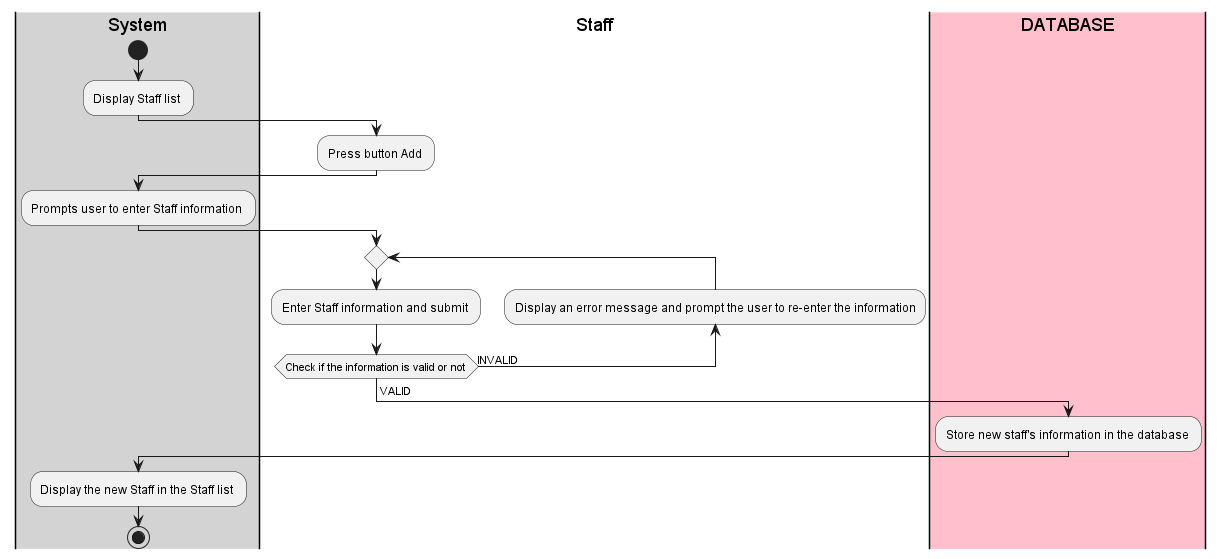 System
Staff
DATABASE
Display Staff list
Press button Add
Prompts user to enter Staff information
Enter Staff information and submit
Display an error message and prompt the user to re-enter the information
Check if the information is valid or not
INVALID
VALID
Store new staff's information in the database
Display the new Staff in the Staff list